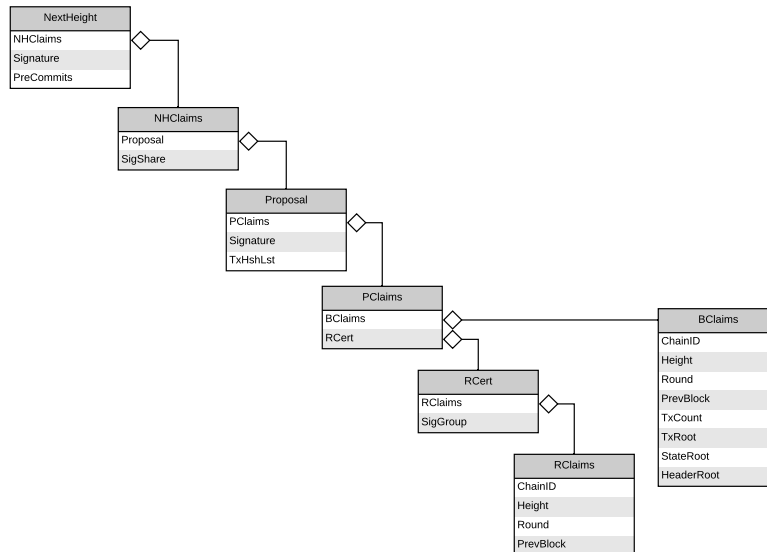 NextHeight
NHClaims
Signature
PreCommits
NHClaims
Proposal
SigShare
Proposal
PClaims
Signature
TxHshLst
PClaims
BClaims
RCert
BClaims
ChainID
Height
Round
PrevBlock
TxCount
TxRoot
StateRoot
HeaderRoot
RCert
RClaims
SigGroup
RClaims
ChainID
Height
Round
PrevBlock